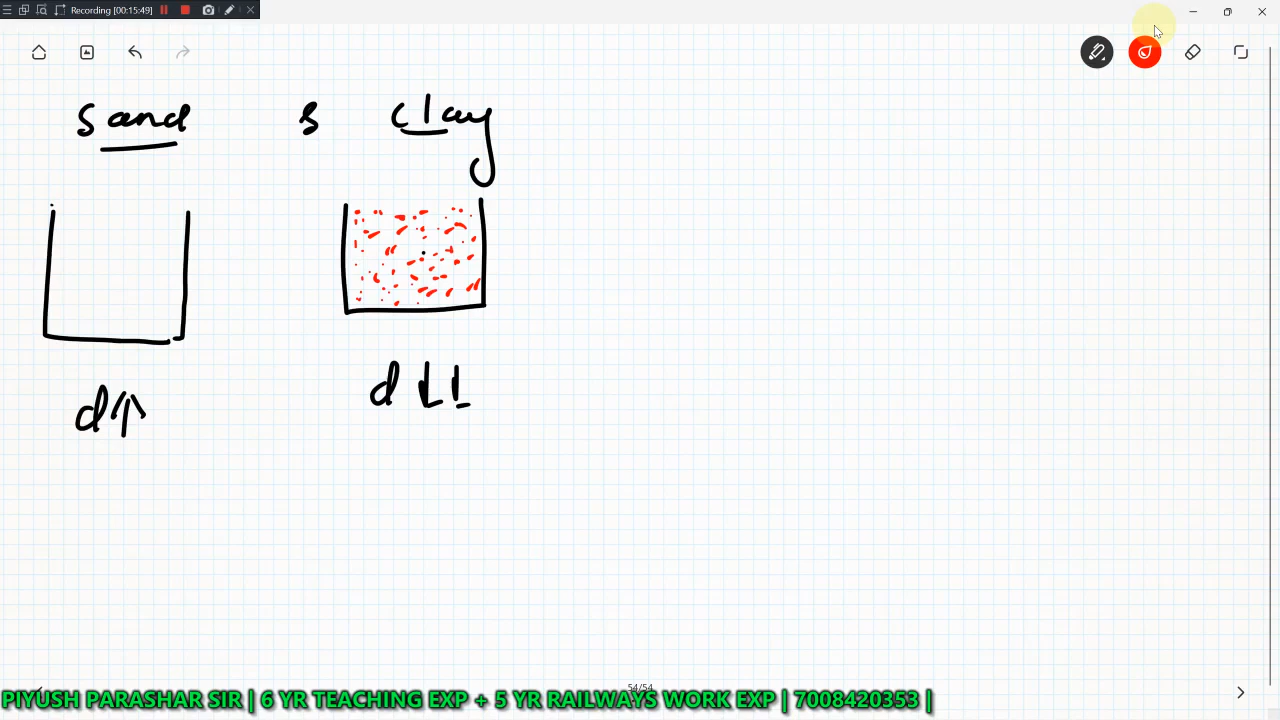 Recording [00:15:49]
Sand & clay
d↑ d↓↓
54/54
PIYUSH PARASHAR SIR | 6 YR TEACHING EXP + 5 YR RAILWAYS WORK EXP | 7008420353 |